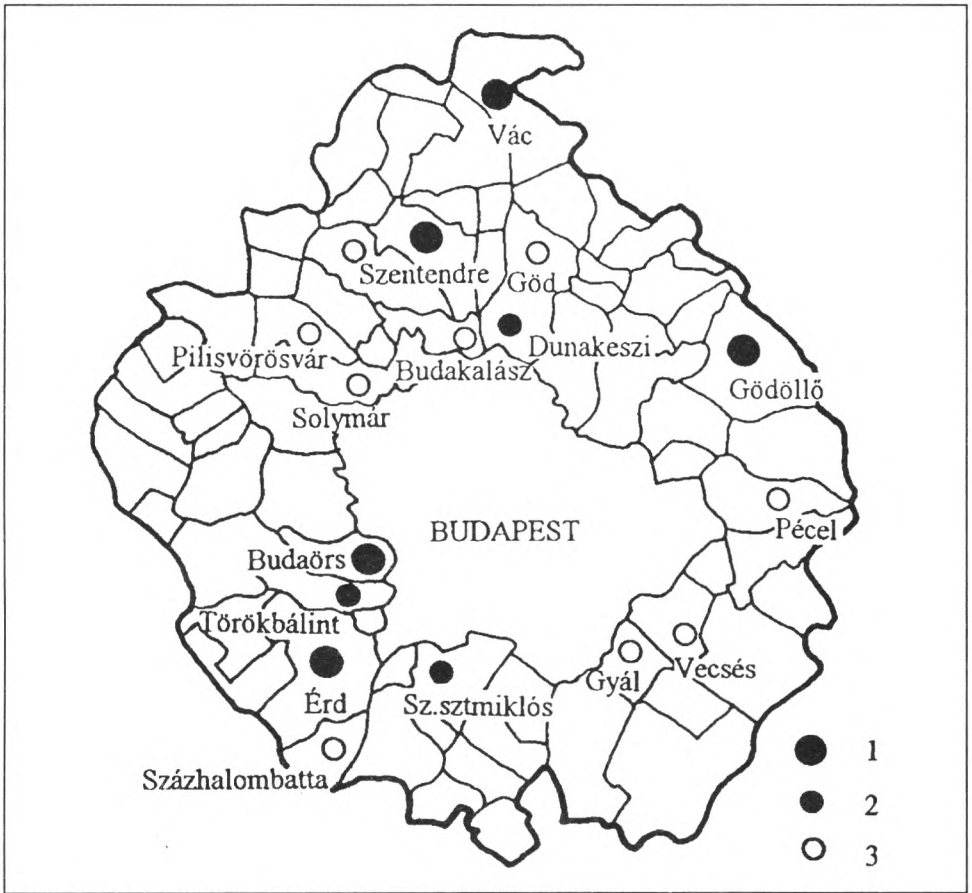 Vác
Szentendre
Göd
Pilisvörösvár
Budakalász
Dunakeszi
Gödöllő
Solymár
BUDAPEST
Pécel
Budaörs
Törökbálint
Érd
Sz.sztmiklós
Gyál
Vecsés
Százhalombatta
1
2
3